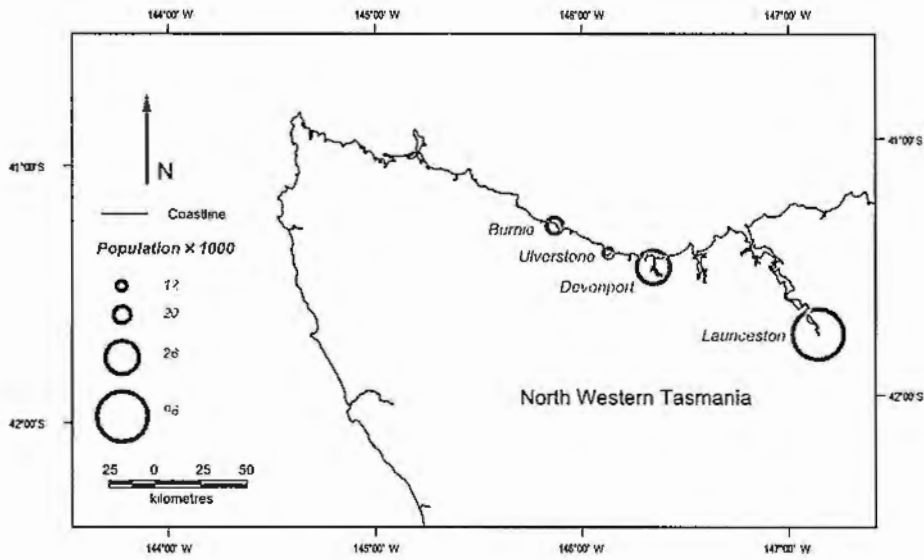 144°00' W 145°00' W 146°00' W 147°00' W
41°00'S
41°00'S
N
Coastline
Population × 1000
12
20
26
Burnie
Ulverstone
Devonport
Launceston
North Western Tasmania
42°00'S
42°00'S
25 0 25 50
kilometres
144°00' W 145°00' W 146°00' W 147°00' W